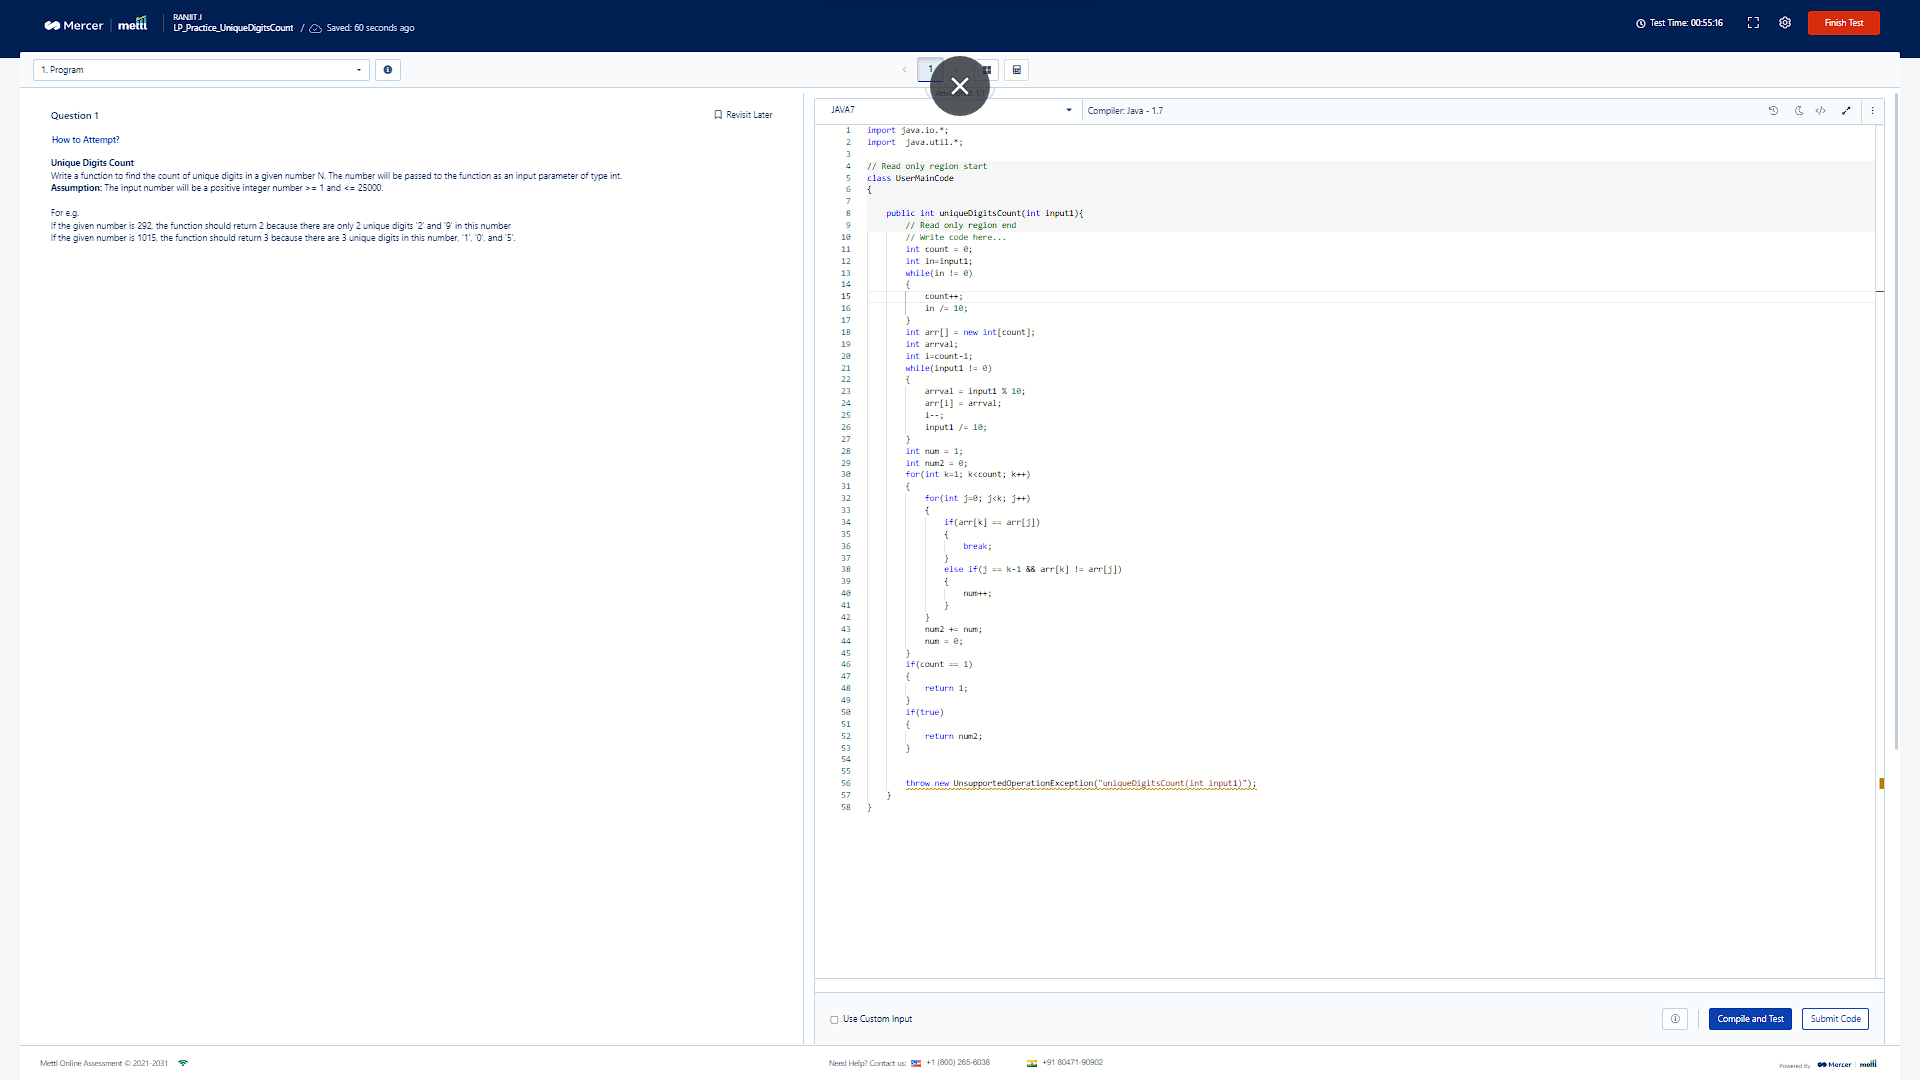 Mercer | mettl
RANJIT J
LP_Practice_UniqueDigitsCount / Saved: 60 seconds ago
Test Time: 00:55:16
Finish Test
1. Program
1
Question 1
Revisit Later
How to Attempt?
Unique Digits Count
Write a function to find the count of unique digits in a given number N. The number will be passed to the function as an input parameter of type int.
Assumption: The input number will be a positive integer number >= 1 and <= 25000.
For e.g.
If the given number is 292, the function should return 2 because there are only 2 unique digits '2' and '9' in this number
If the given number is 1015, the function should return 3 because there are 3 unique digits in this number, '1', '0', and '5'.
JAVA7
Compiler: Java - 1.7
1 import java.io.*;
2 import  java.util.*;
3
4 // Read only region start
5 class UserMainCode
6 {
7
8     public int uniqueDigitsCount(int input1){
9         // Read only region end
10         // Write code here...
11         int count = 0;
12         int in=input1;
13         while(in != 0)
14         {
15             count++;
16             in /= 10;
17         }
18         int arr[] = new int[count];
19         int arrval;
20         int i=count-1;
21         while(input1 != 0)
22         {
23             arrval = input1 % 10;
24             arr[i] = arrval;
25             i--;
26             input1 /= 10;
27         }
28         int num = 1;
29         int num2 = 0;
30         for(int k=1; k<count; k++)
31         {
32             for(int j=0; j<k; j++)
33             {
34                 if(arr[k] == arr[j])
35                 {
36                     break;
37                 }
38                 else if(j == k-1 && arr[k] != arr[j])
39                 {
40                     num++;
41                 }
42             }
43             num2 += num;
44             num = 0;
45         }
46         if(count == 1)
47         {
48             return 1;
49         }
50         if(true)
51         {
52             return num2;
53         }
54
55
56         throw new UnsupportedOperationException("uniqueDigitsCount(int input1)");
57     }
58 }
Use Custom Input
Compile and Test
Submit Code
Mettl Online Assessment © 2021-2031
Need Help? Contact us: +1 (800) 265-6038
+91 80471-90902
Powered By Mercer | mettl